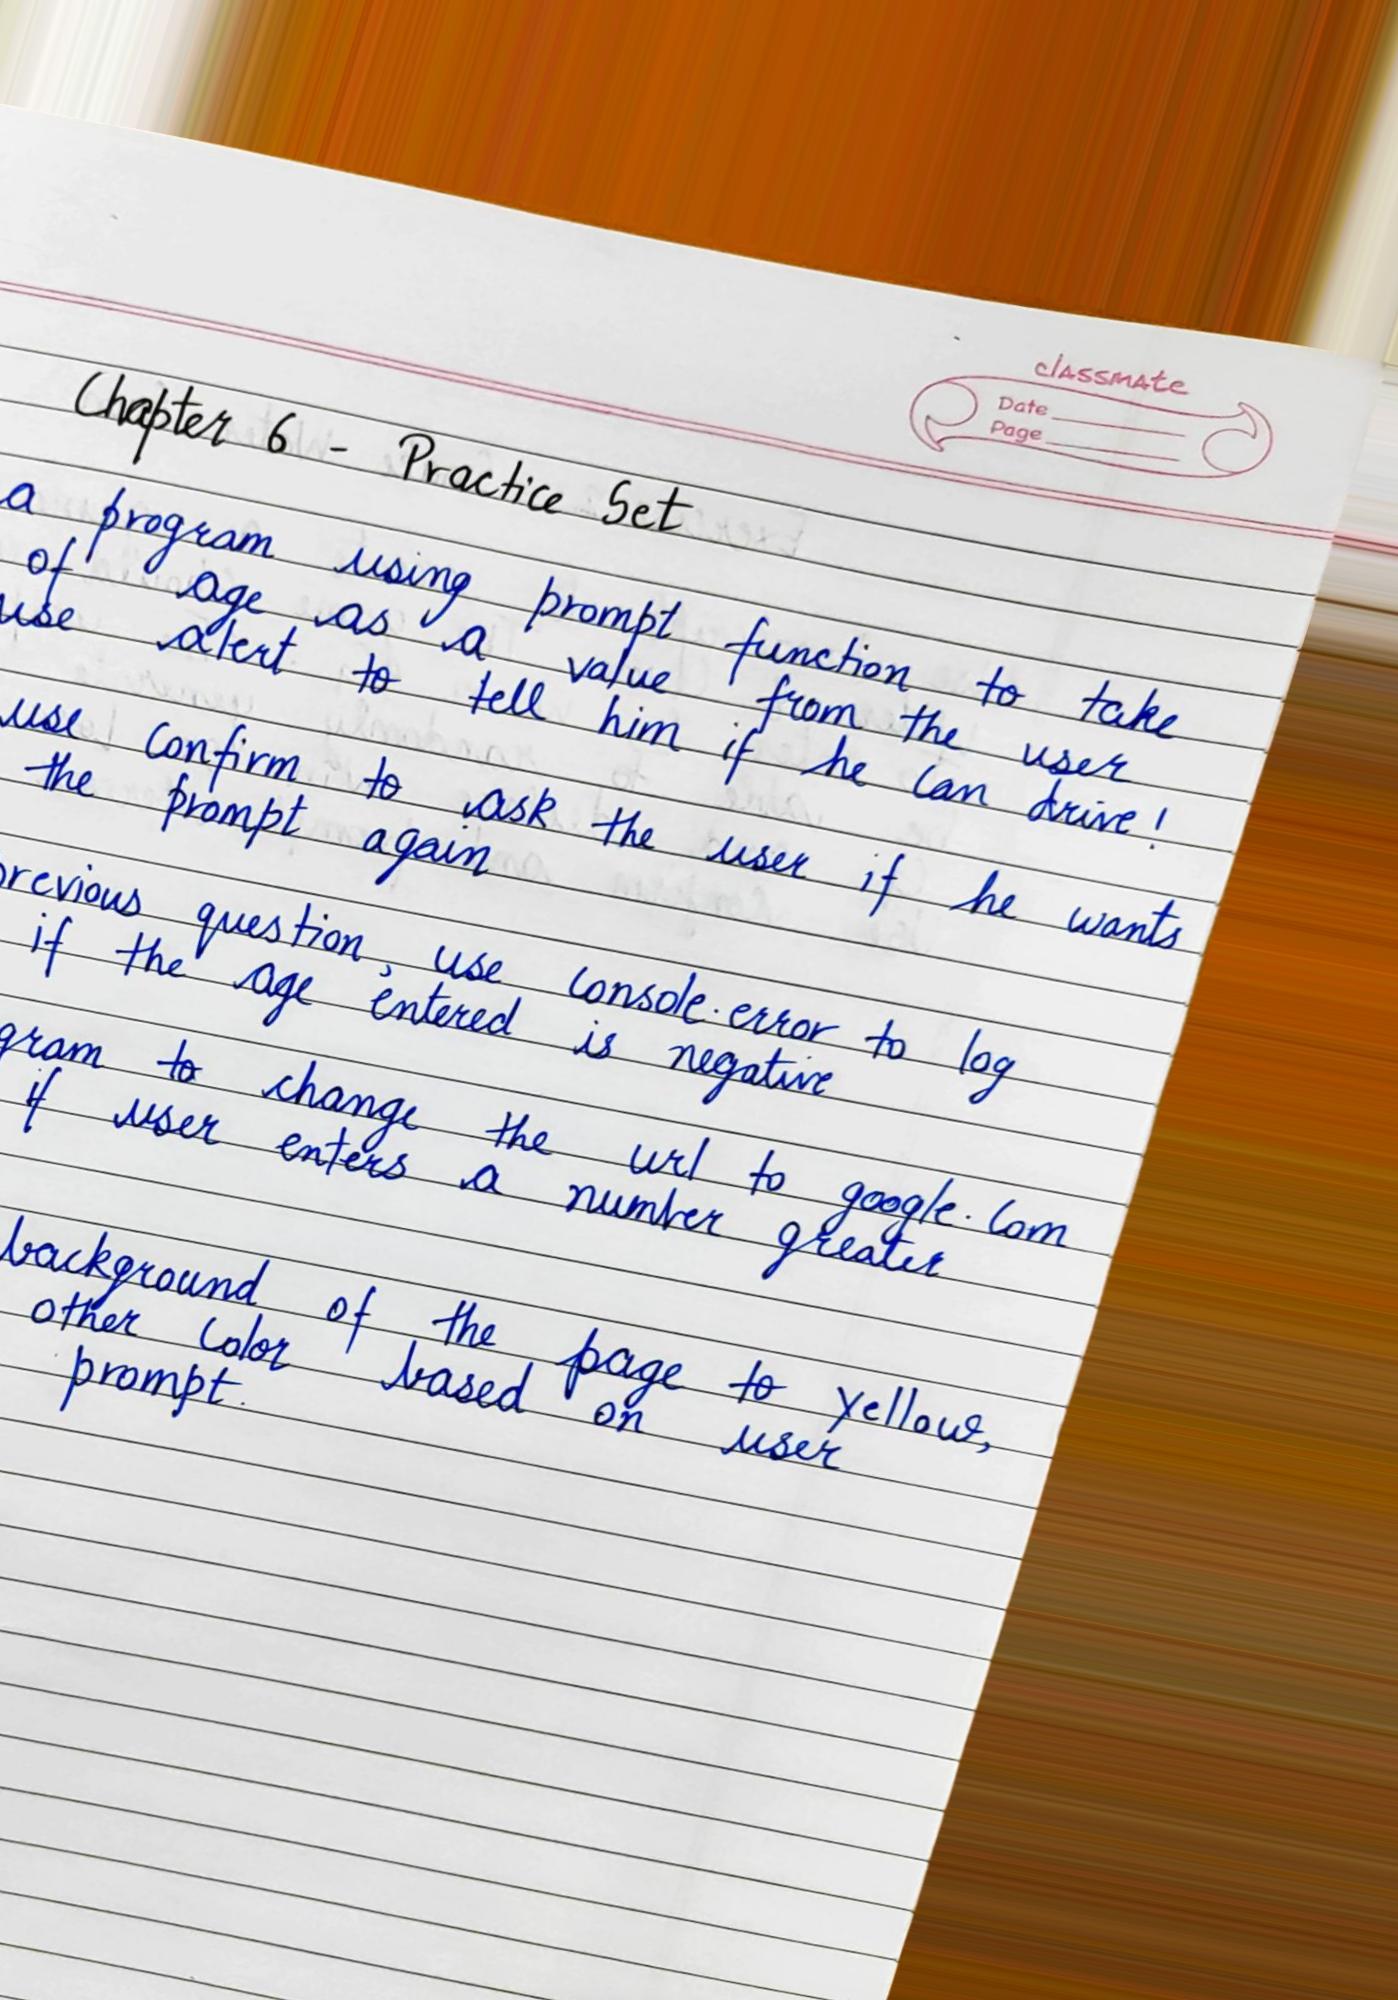 classmate
Date
Page
Chapter 6 - Practice Set
a program using prompt function to take
of age as a value from the user
use alert to tell him if he can drive!
use confirm to ask the user if he wants
the prompt again
previous question, use console.error to log
if the age entered is negative
gram to change the url to google.com
if user enters a number greater
background of the page to yellow,
other color based on user
prompt.